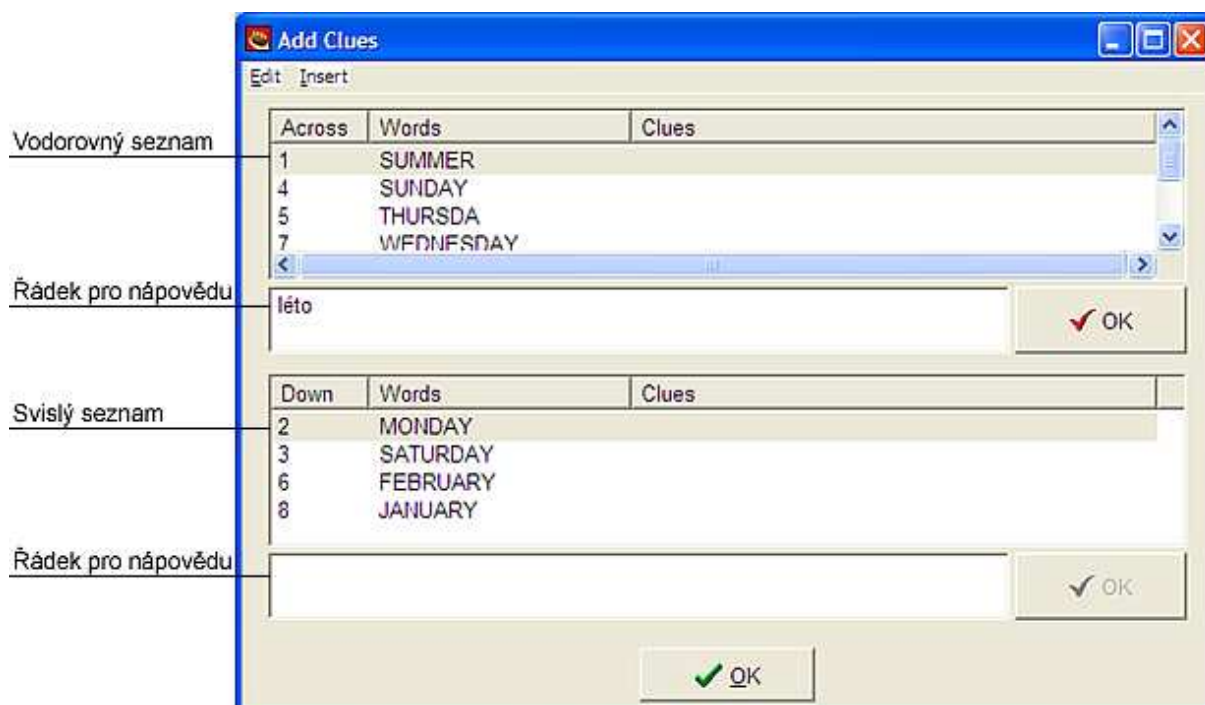 Add Clues
Edit Insert
Vodorovný seznam
Across Words Clues
1 SUMMER
4 SUNDAY
5 THURSDA
7 WEDNESDAY
Řádek pro nápovědu
léto
OK
Svislý seznam
Down Words Clues
2 MONDAY
3 SATURDAY
6 FEBRUARY
8 JANUARY
Řádek pro nápovědu
OK
OK